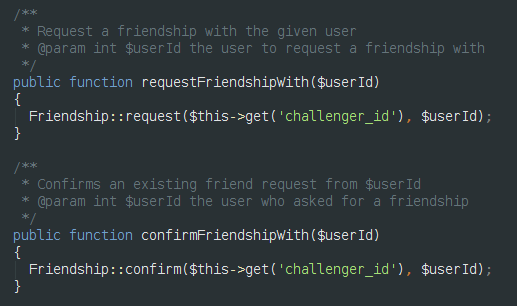 /**
 * Request a friendship with the given user
 * @param int $userId the user to request a friendship with
 */
public function requestFriendshipWith($userId)
{
  Friendship::request($this->get('challenger_id'), $userId);
}

/**
 * Confirms an existing friend request from $userId
 * @param int $userId the user who asked for a friendship
 */
public function confirmFriendshipWith($userId)
{
  Friendship::confirm($this->get('challenger_id'), $userId);
}